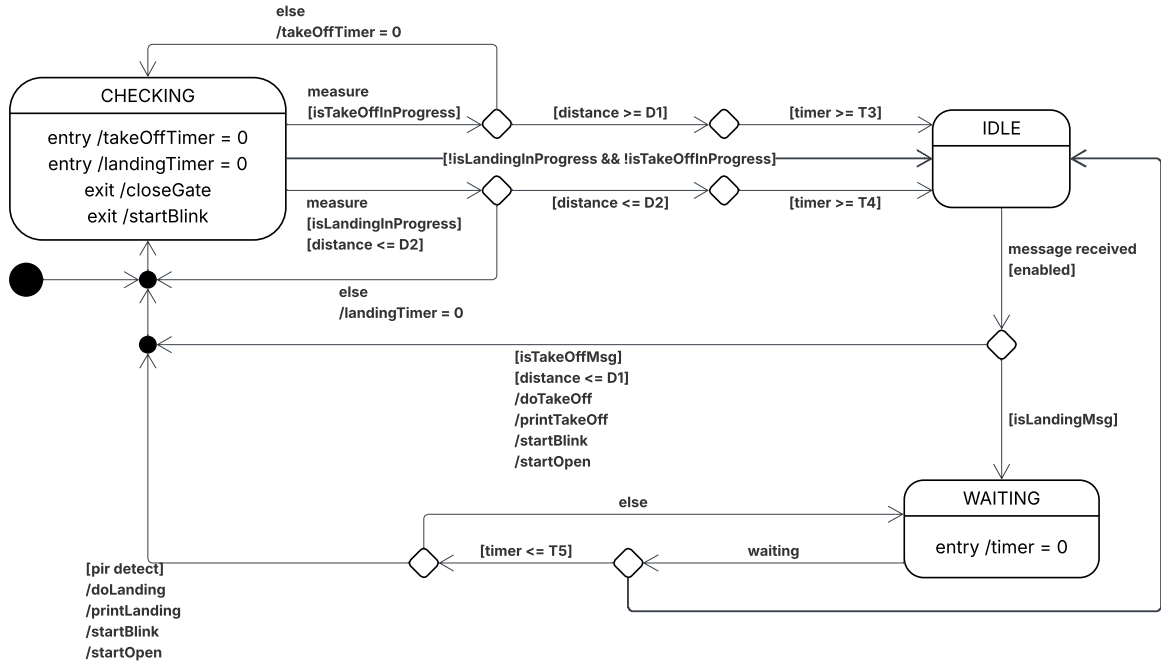 else
/takeOffTimer = 0
CHECKING
entry /takeOffTimer = 0
entry /landingTimer = 0
exit /closeGate
exit /startBlink
measure
[isTakeOffInProgress]
[distance >= D1]
[timer >= T3]
IDLE
[!isLandingInProgress && !isTakeOffInProgress]
measure
[isLandingInProgress]
[distance <= D2]
[distance <= D2]
[timer >= T4]
message received
[enabled]
else
/landingTimer = 0
[isTakeOffMsg]
[distance <= D1]
/doTakeOff
/printTakeOff
/startBlink
/startOpen
[isLandingMsg]
WAITING
entry /timer = 0
else
[timer <= T5]
waiting
[pir detect]
/doLanding
/printLanding
/startBlink
/startOpen